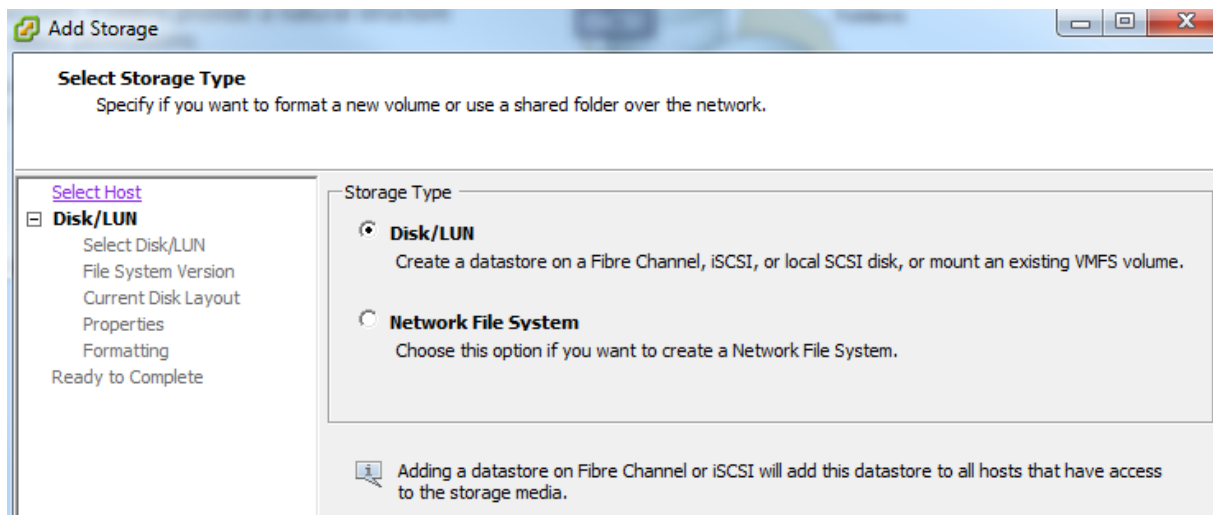 Add Storage
Select Storage Type
Specify if you want to format a new volume or use a shared folder over the network.
Select Host
Disk/LUN
Select Disk/LUN
File System Version
Current Disk Layout
Properties
Formatting
Ready to Complete
Storage Type
Disk/LUN
Create a datastore on a Fibre Channel, iSCSI, or local SCSI disk, or mount an existing VMFS volume.
Network File System
Choose this option if you want to create a Network File System.
Adding a datastore on Fibre Channel or iSCSI will add this datastore to all hosts that have access
to the storage media.